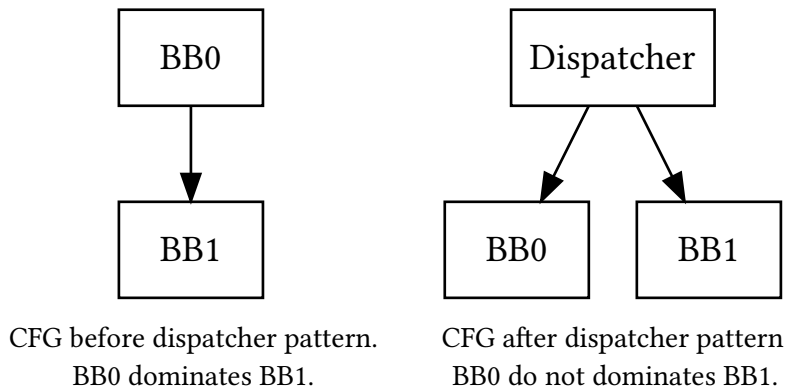 BB0
BB1
CFG before dispatcher pattern.
BB0 dominates BB1.
Dispatcher
BB0
BB1
CFG after dispatcher pattern
BB0 do not dominates BB1.